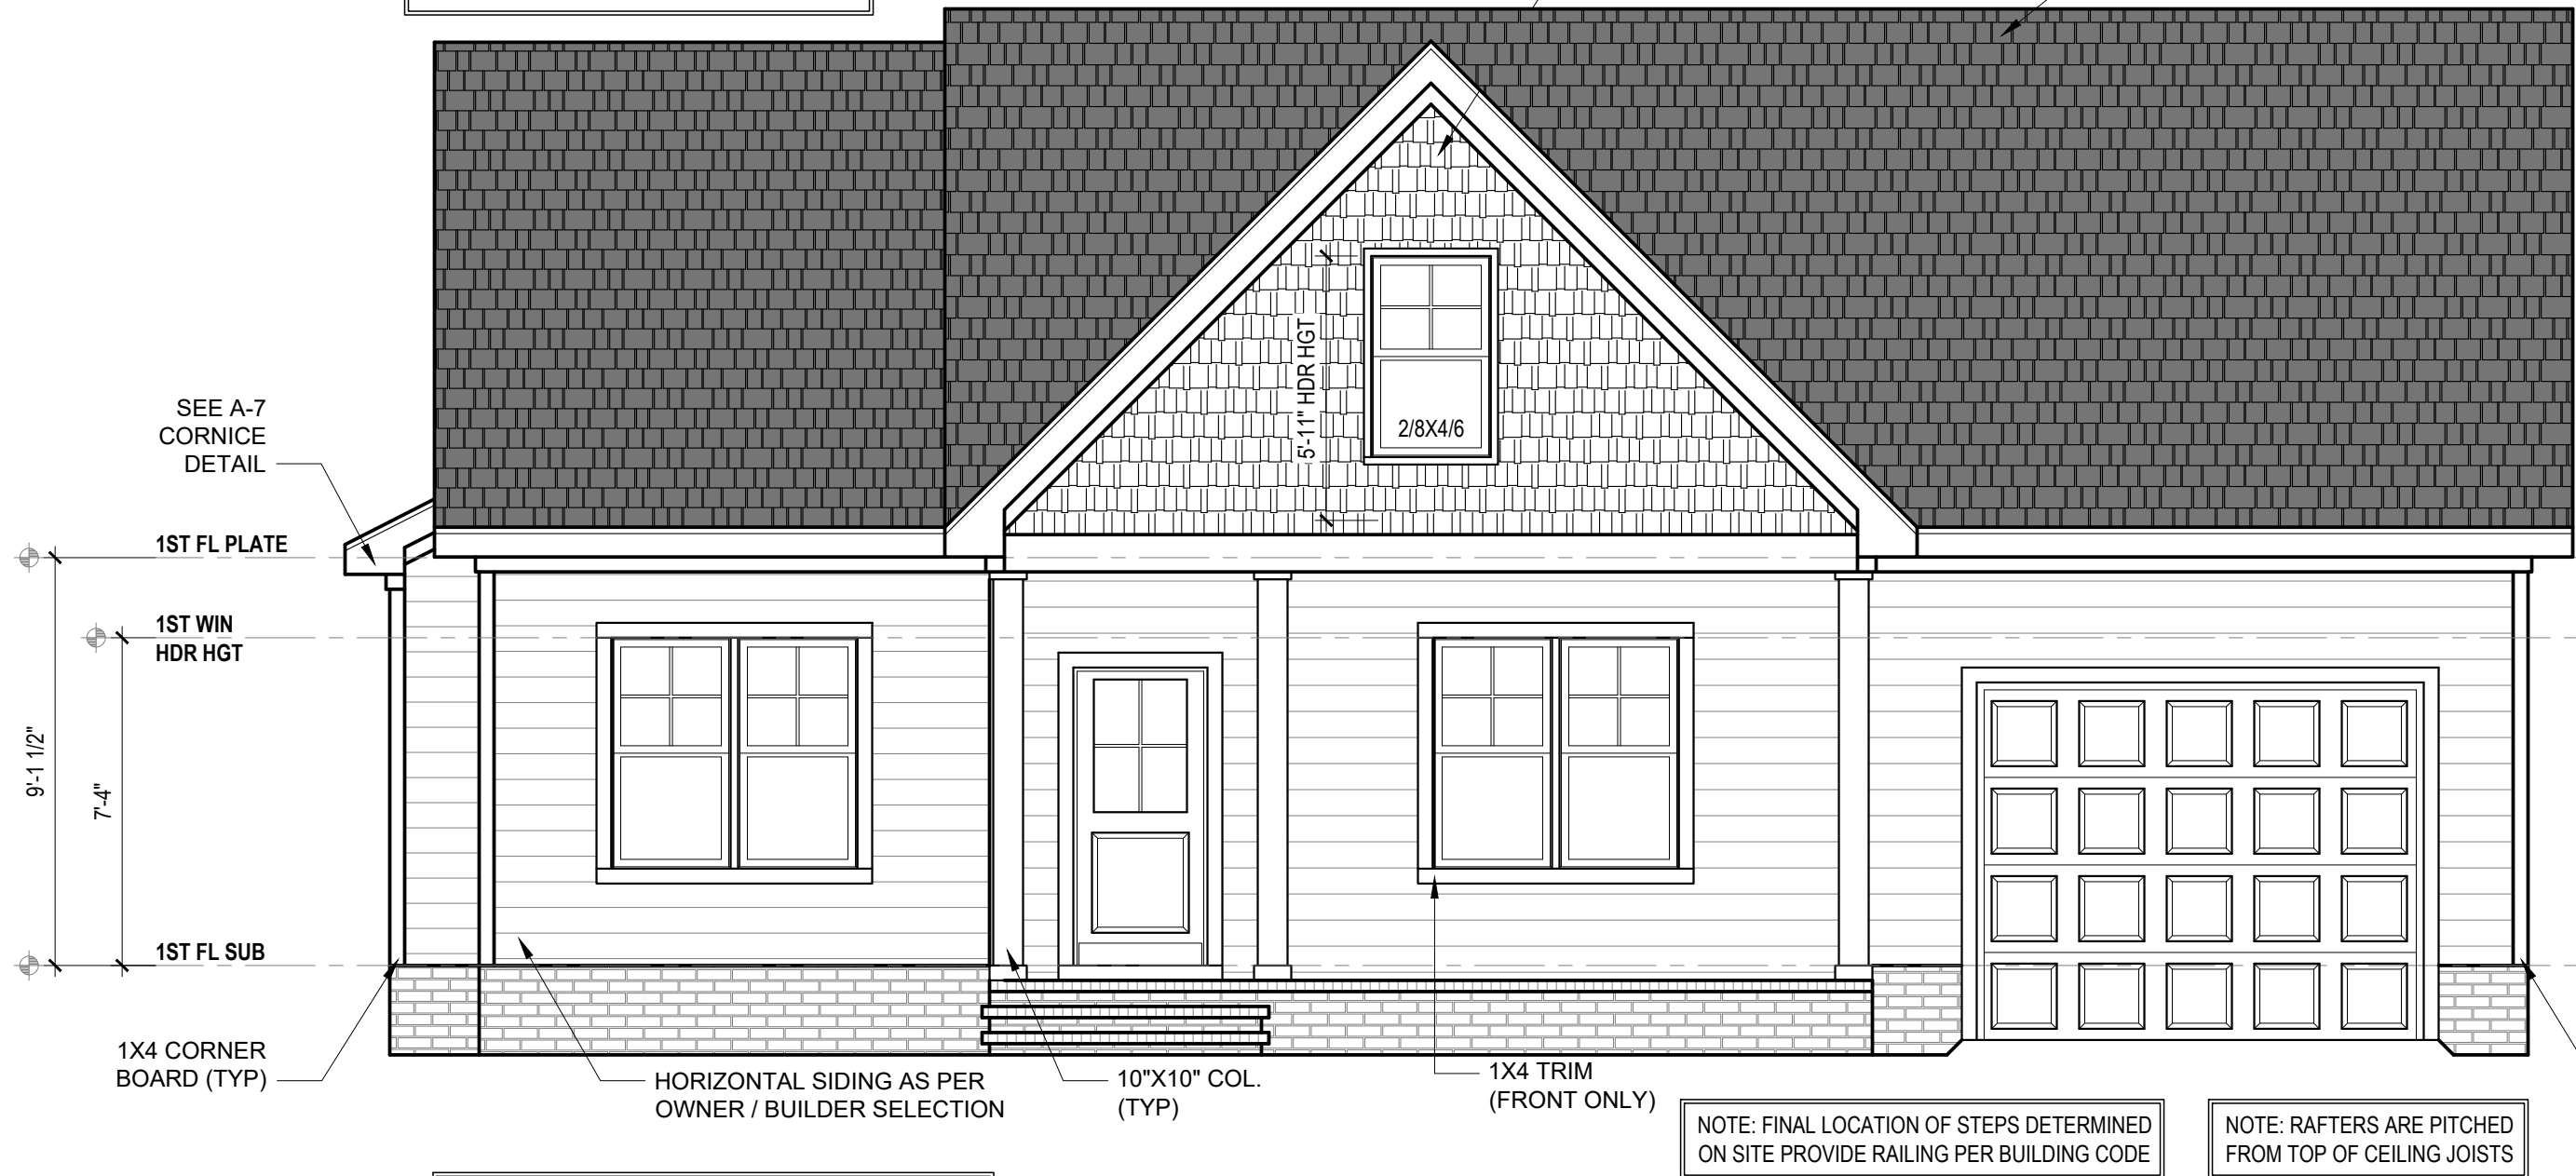 5'-11" HDR HGT
2/8X4/6
SEE A-7
CORNICE
DETAIL
1ST FL PLATE
1ST WIN
HDR HGT
9'-1 1/2"
7'-4"
1ST FL SUB
1X4 CORNER
BOARD (TYP)
HORIZONTAL SIDING AS PER
OWNER / BUILDER SELECTION
10"X10" COL.
(TYP)
1X4 TRIM
(FRONT ONLY)
NOTE: FINAL LOCATION OF STEPS DETERMINED
ON SITE PROVIDE RAILING PER BUILDING CODE
NOTE: RAFTERS ARE PITCHED
FROM TOP OF CEILING JOISTS